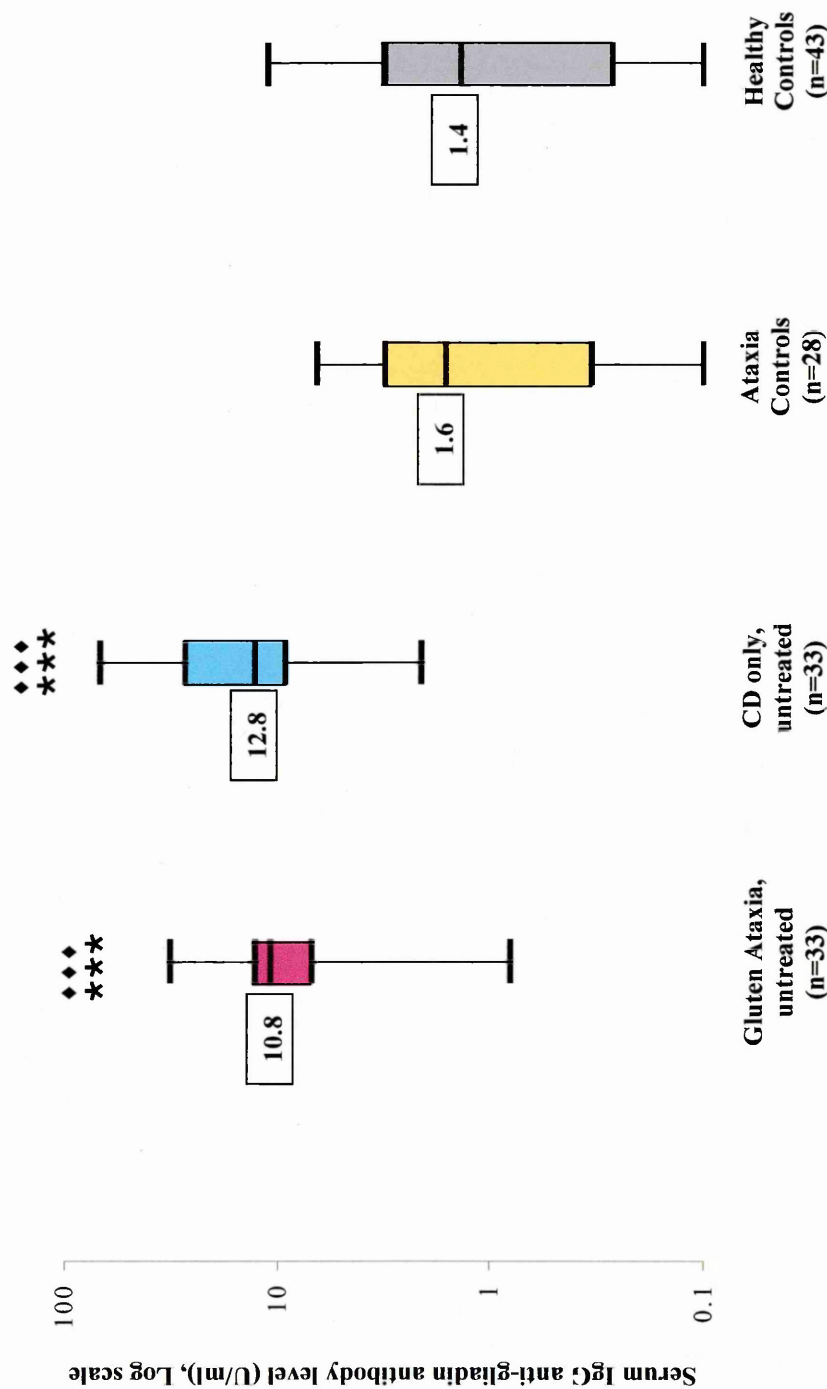 Serum IgG anti-gliadin antibody level (U/ml), Log scale
100
10
1
0.1
♦♦♦
***
10.8
Gluten Ataxia,
untreated
(n=33)
♦♦♦
***
12.8
CD only,
untreated
(n=33)
1.6
Ataxia
Controls
(n=28)
1.4
Healthy
Controls
(n=43)